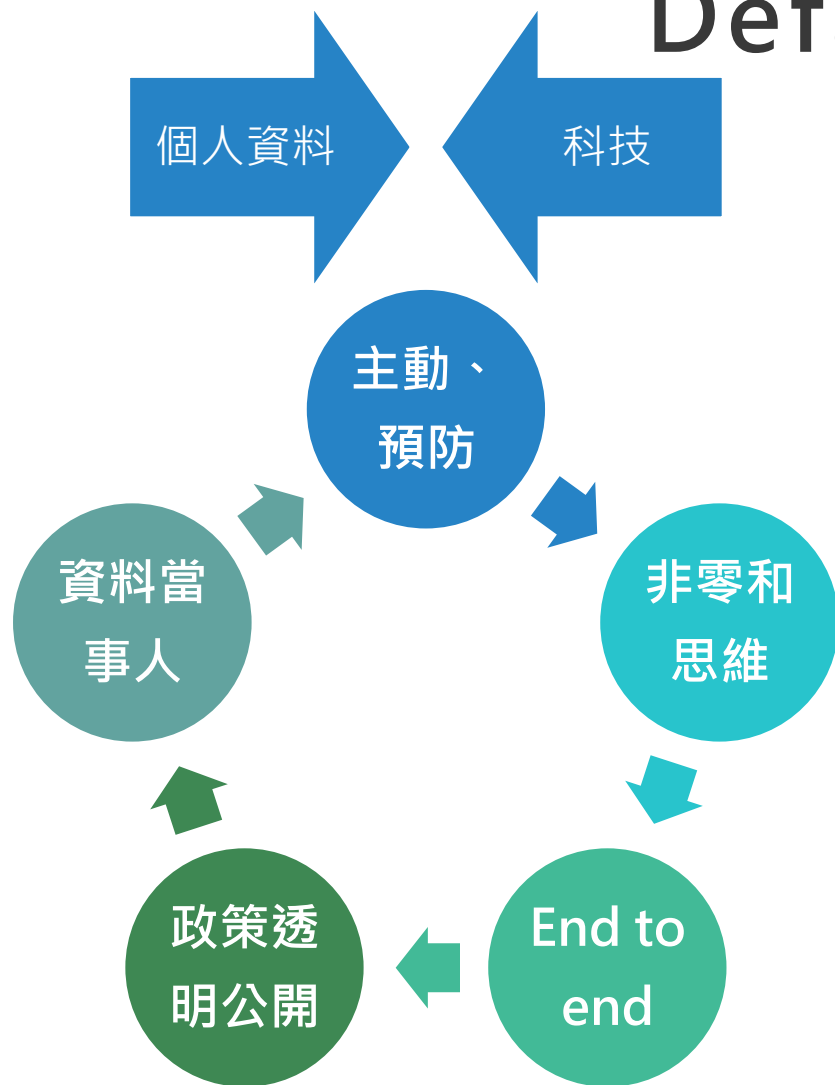 Def
個人資料
科技
主動、
預防
非零和
思維
End to
end
政策透
明公開
資料當
事人